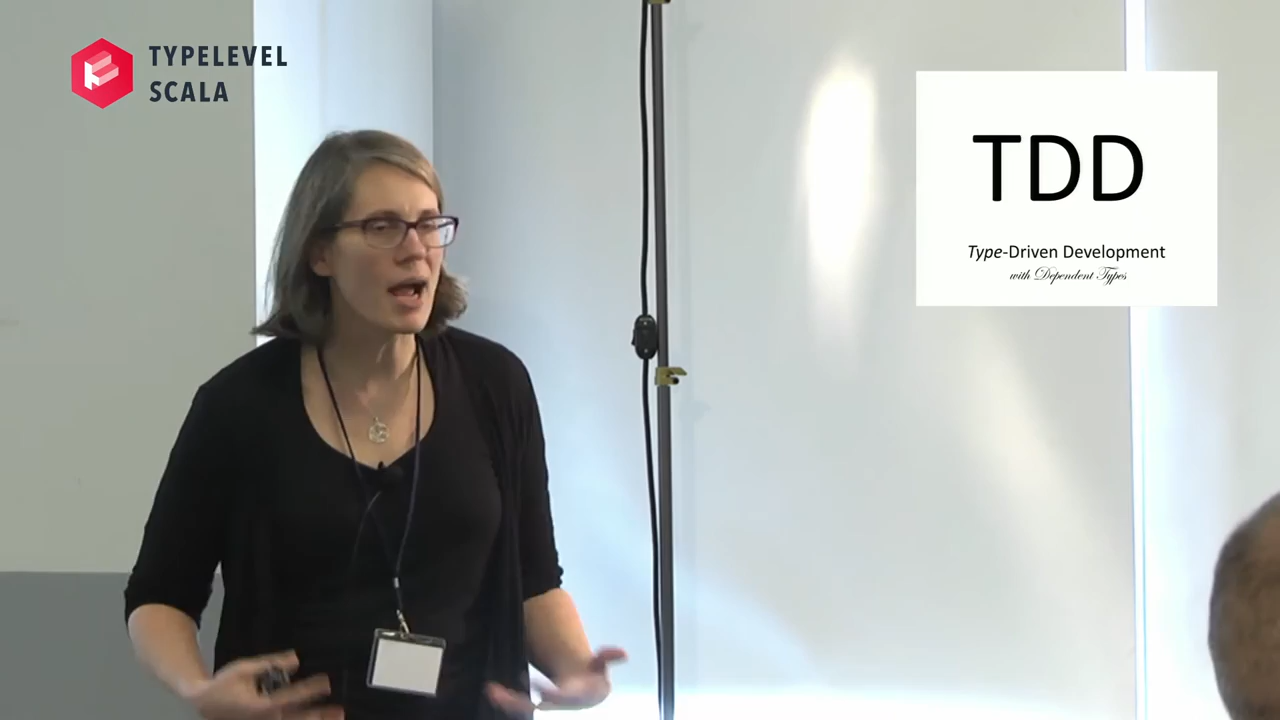 TYPELEVEL
SCALA
TDD
Type-Driven Development
with Dependent Types